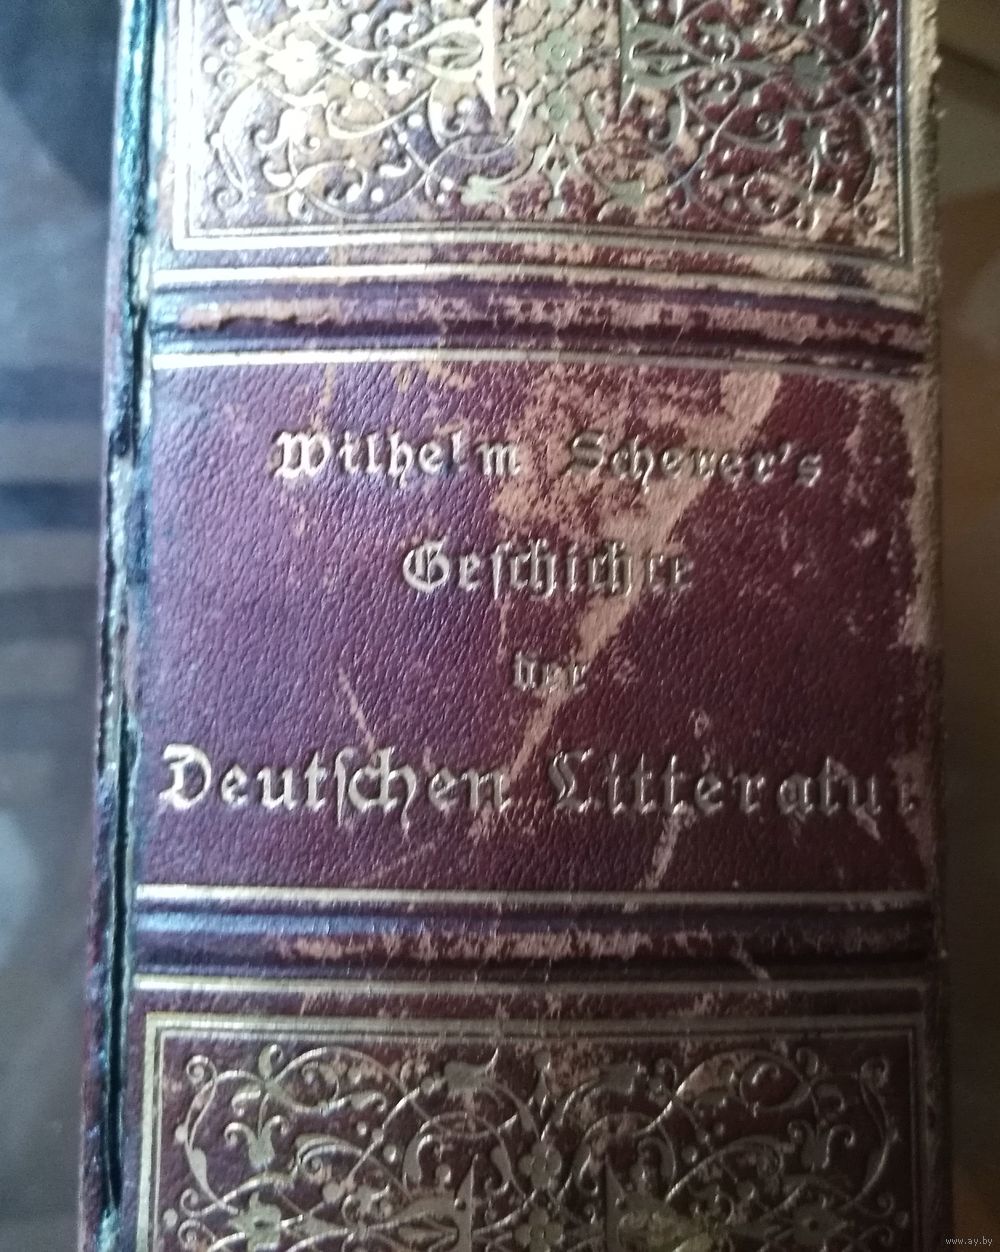 Wilhelm Scherer's
Geſchichte
der
Deutſchen Litteratur
www.ay.by